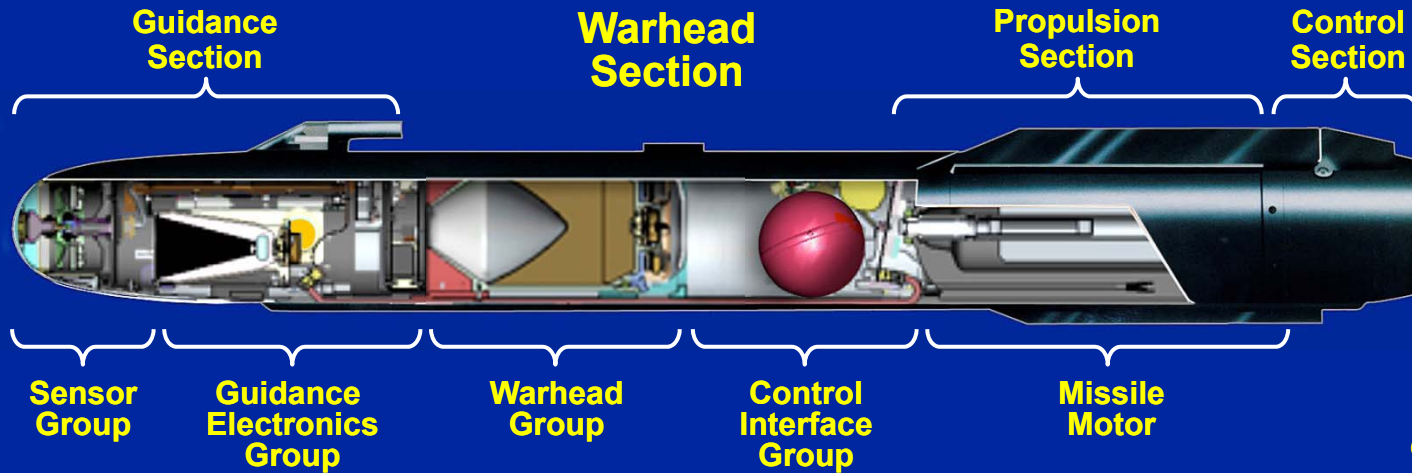 Guidance
Section
Warhead
Section
Propulsion
Section
Control
Section
Sensor
Group
Guidance
Electronics
Group
Warhead
Group
Control
Interface
Group
Missile
Motor